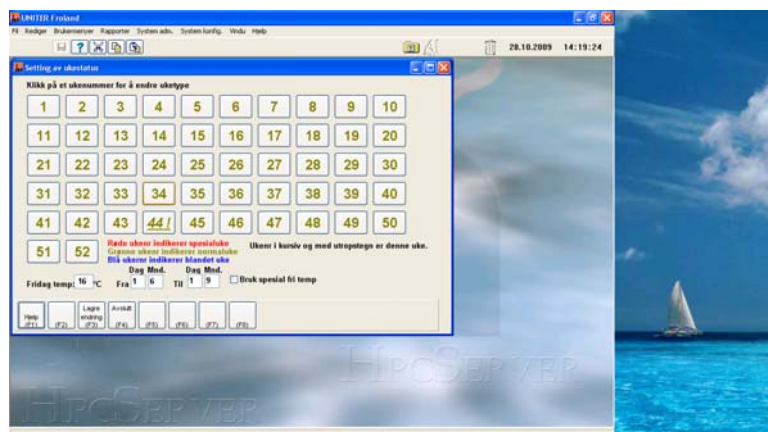 UNITER Froland
Fil Rediger Brukermenyer Rapporter System adm. System konfig. Vindu Hjelp
28.10.2009 14:19:24
Setting av ukestatus
Klikk på et ukenummer for å endre uketype
1 2 3 4 5 6 7 8 9 10
11 12 13 14 15 16 17 18 19 20
21 22 23 24 25 26 27 28 29 30
31 32 33 34 35 36 37 38 39 40
41 42 43 44 ! 45 46 47 48 49 50
51 52
Røde ukenr indikerer spesialuke
Grønne ukenr indikerer normaluke
Blå ukenr indikerer blandet uke
Ukenr i kursiv og med utropstegn er denne uke.
Dag Mnd. Dag Mnd.
Fridag temp: 16 °C Fra 1 6 Til 1 9 Bruk spesial fri temp
Hjelp (F1) (F2) Lagre endring (F3) Avslutt (F4) (F5) (F6) (F7) (F8)
HpcServer
HpcServer